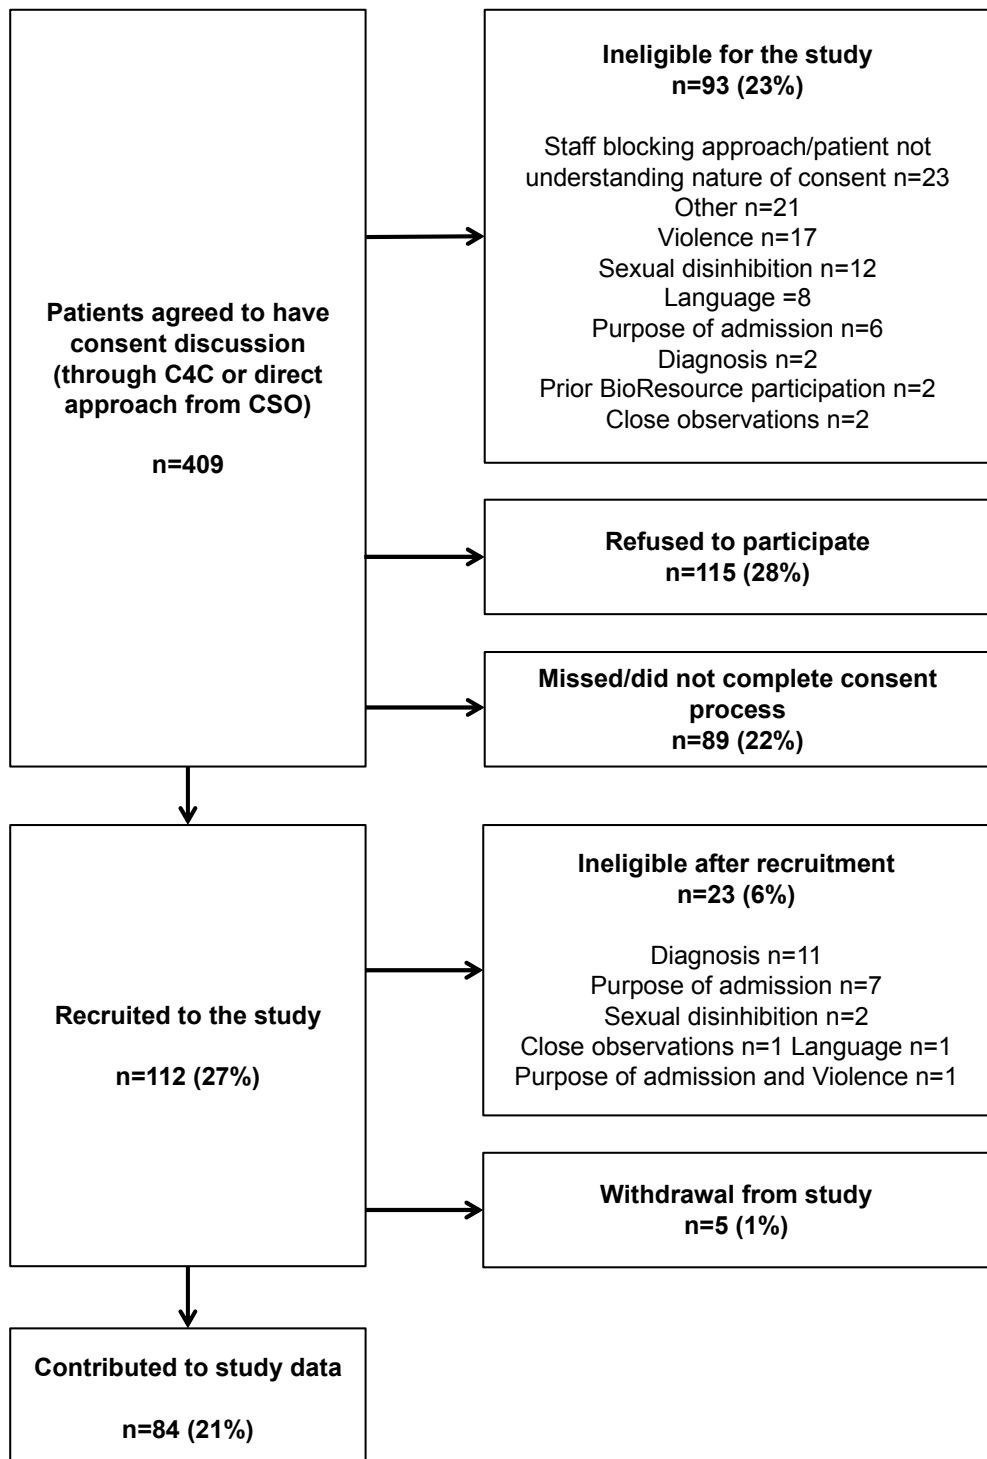 Patients agreed to have
consent discussion
(through C4C or direct
approach from CSO)
n=409
Ineligible for the study
n=93 (23%)
Staff blocking approach/patient not
understanding nature of consent n=23
Other n=21
Violence n=17
Sexual disinhibition n=12
Language =8
Purpose of admission n=6
Diagnosis n=2
Prior BioResource participation n=2
Close observations n=2
Refused to participate
n=115 (28%)
Missed/did not complete consent
process
n=89 (22%)
Recruited to the study
n=112 (27%)
Ineligible after recruitment
n=23 (6%)
Diagnosis n=11
Purpose of admission n=7
Sexual disinhibition n=2
Close observations n=1 Language n=1
Purpose of admission and Violence n=1
Withdrawal from study
n=5 (1%)
Contributed to study data
n=84 (21%)